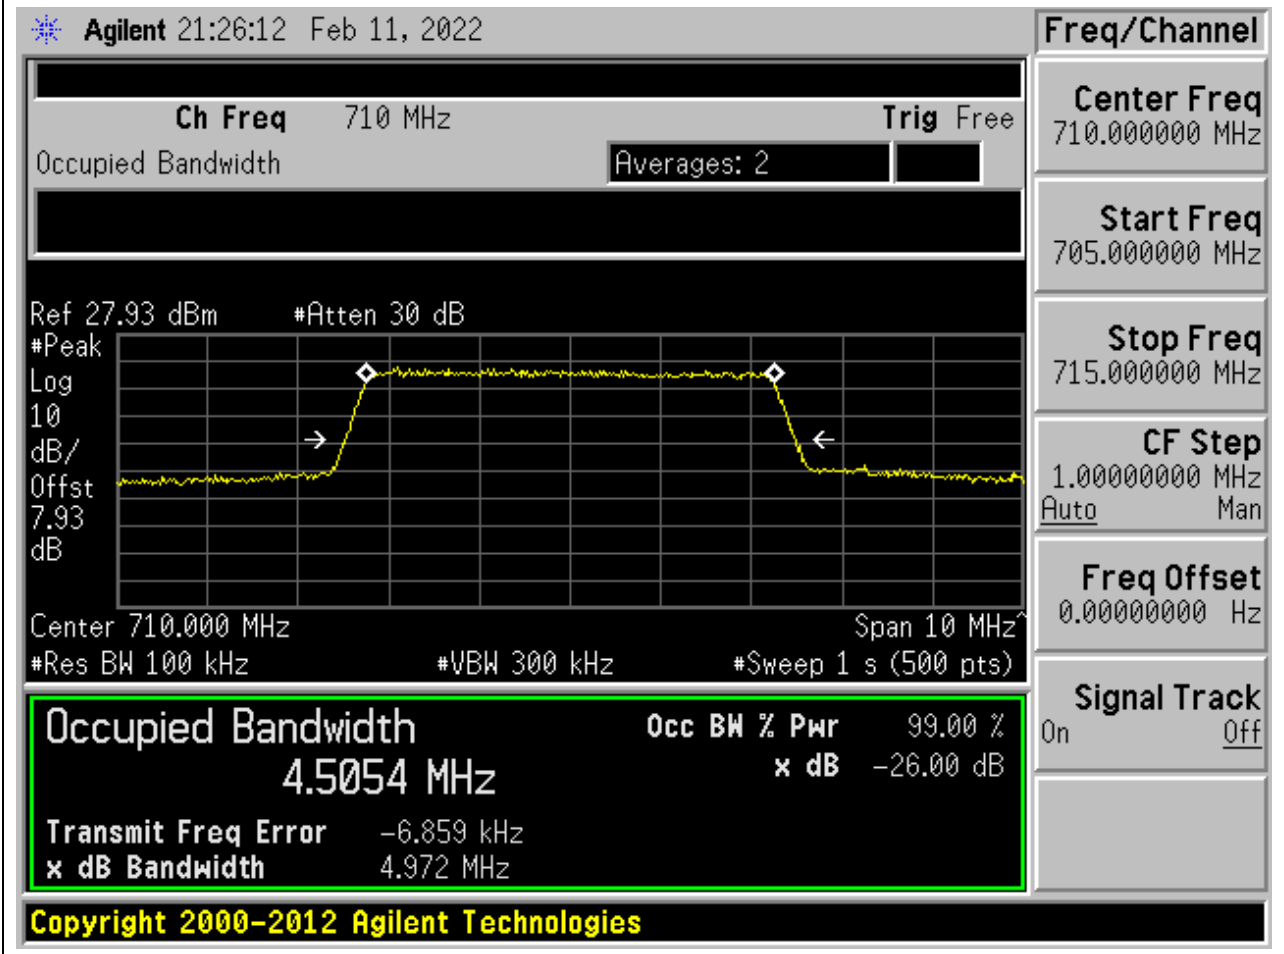 Agilent 21:26:12 Feb 11, 2022
Freq/Channel
Ch Freq 710 MHz Trig Free
Occupied Bandwidth Averages: 2
Center Freq
710.000000 MHz
Start Freq
705.000000 MHz
Stop Freq
715.000000 MHz
CF Step
1.00000000 MHz
Auto Man
Freq Offset
0.00000000 Hz
Signal Track
On Off
Ref 27.93 dBm #Atten 30 dB
#Peak
Log
10
dB/
Offst
7.93
dB
Center 710.000 MHz Span 10 MHz^
#Res BW 100 kHz #VBW 300 kHz #Sweep 1 s (500 pts)
Occupied Bandwidth Occ BW % Pwr 99.00 %
4.5054 MHz x dB -26.00 dB
Transmit Freq Error -6.859 kHz
x dB Bandwidth 4.972 MHz
Copyright 2000-2012 Agilent Technologies